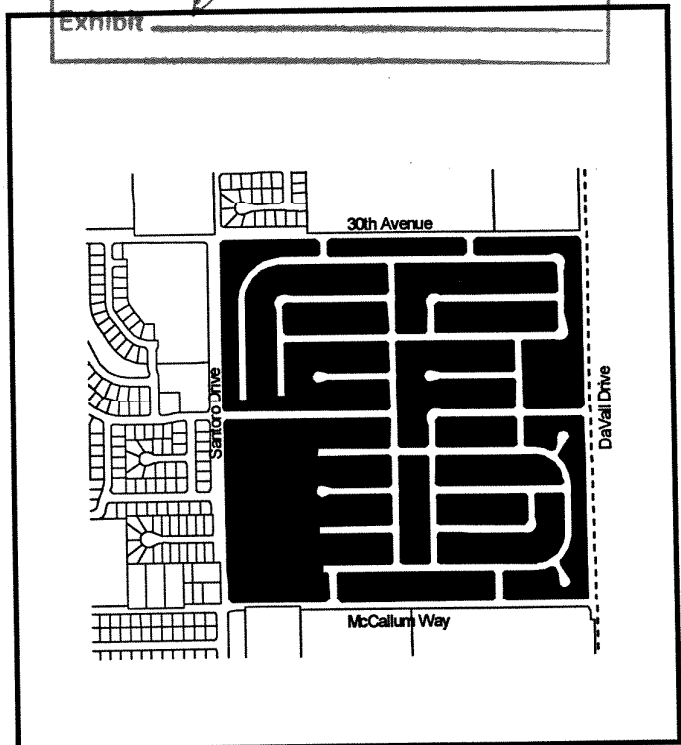 Exhibit
30th Avenue
Santoro Drive
DaVall Drive
McCallum Way